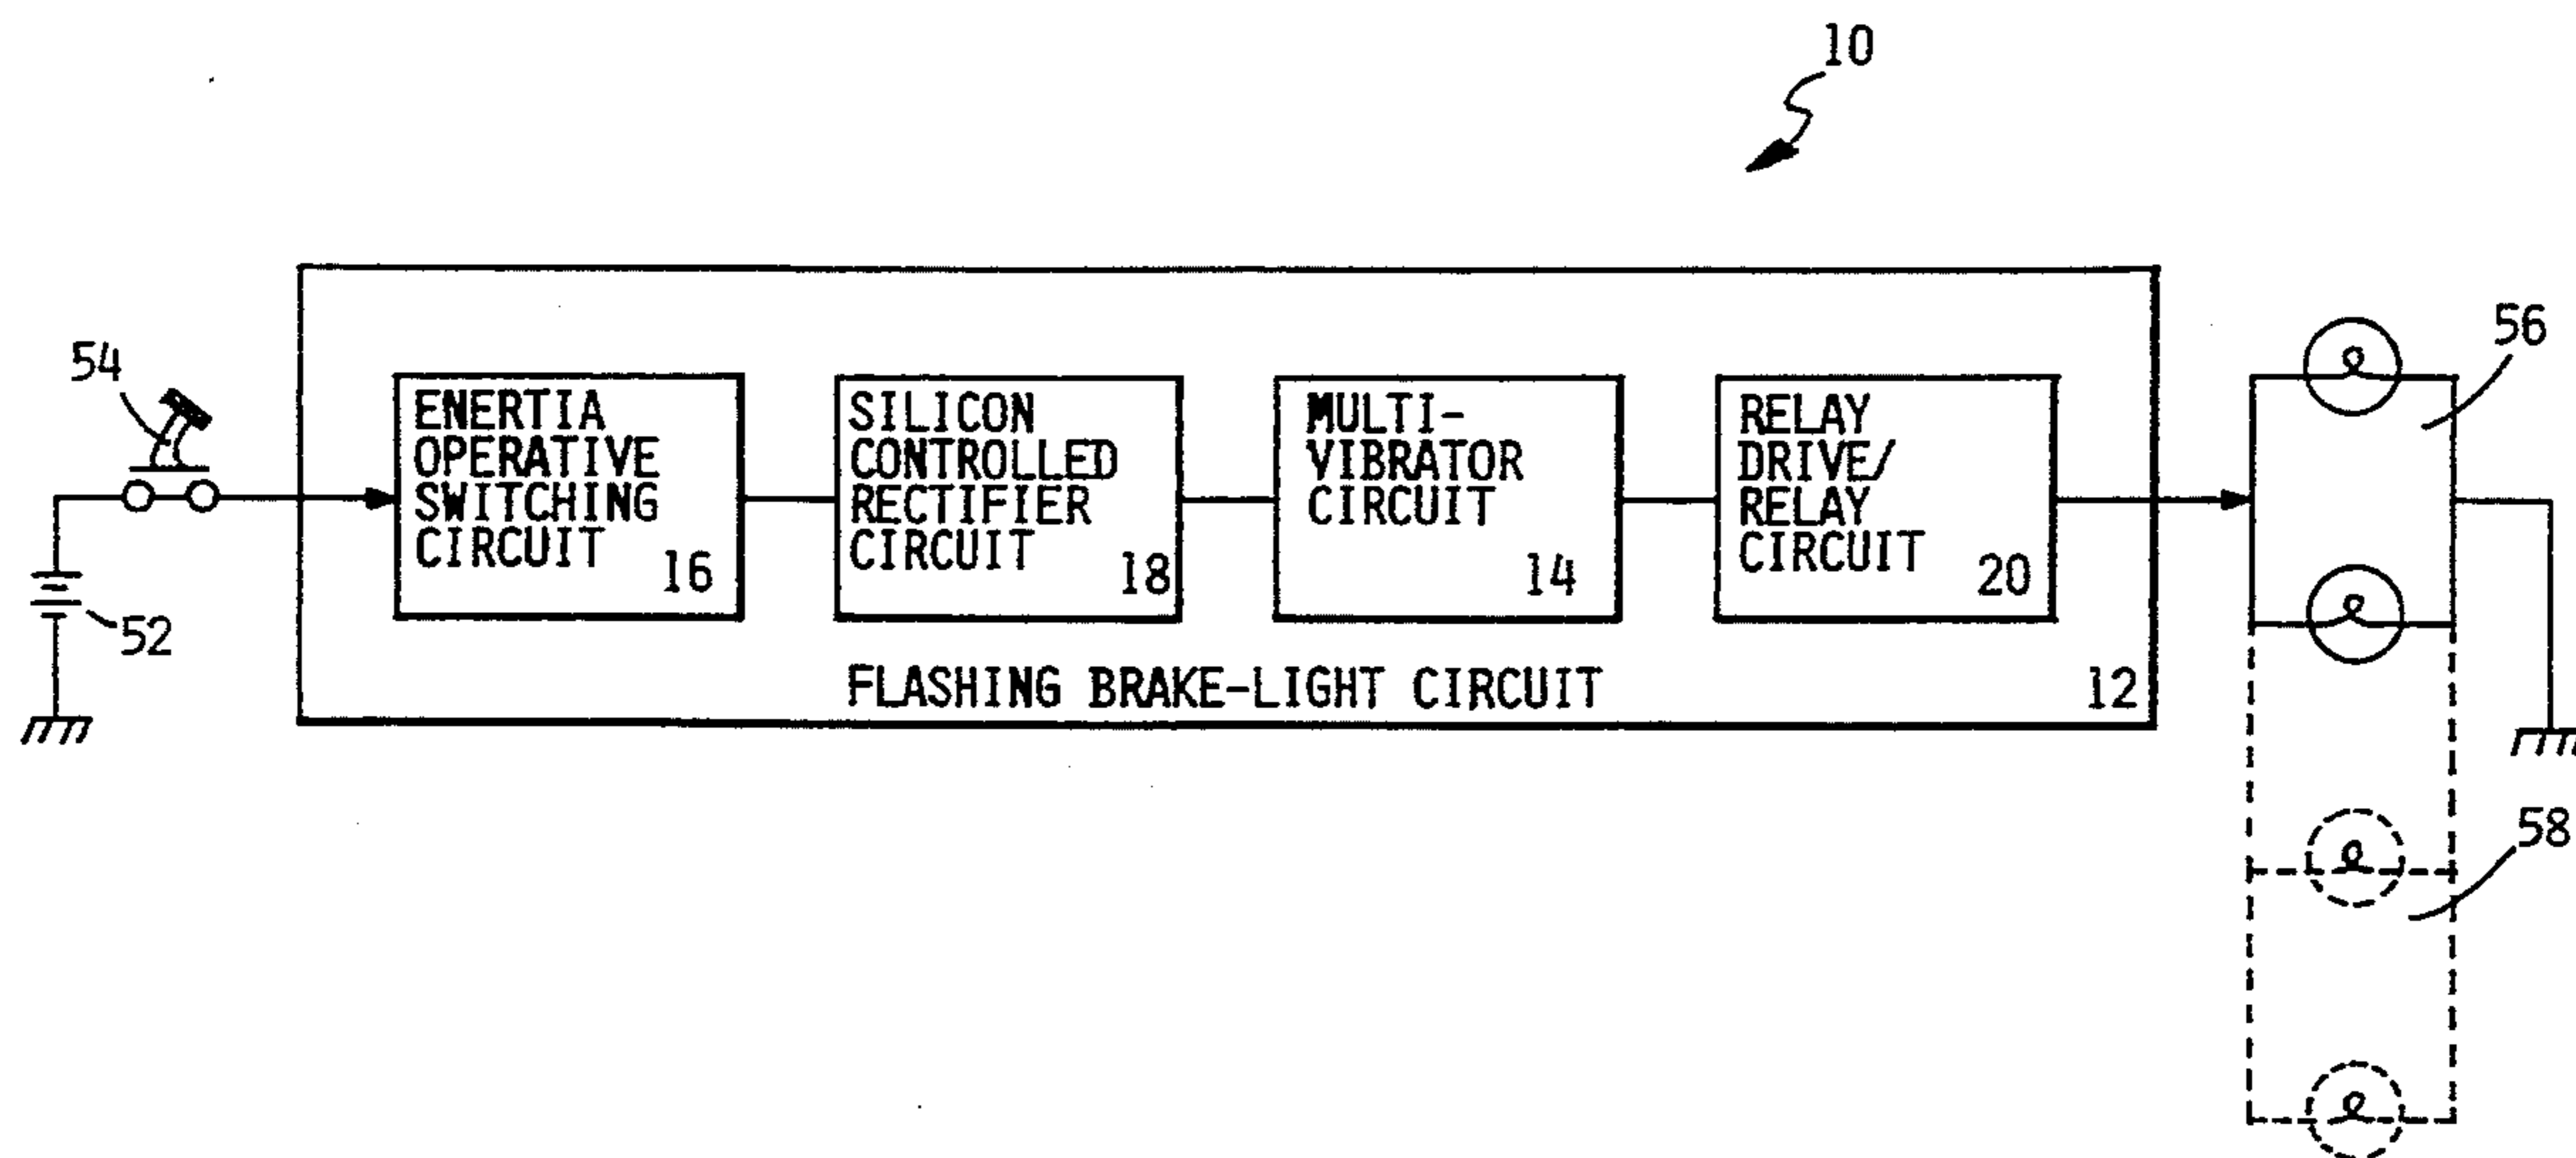 10
54
52
ENERTIA
OPERATIVE
SWITCHING
CIRCUIT
16
SILICON
CONTROLLED
RECTIFIER
CIRCUIT
18
MULTI-
VIBRATOR
CIRCUIT
14
RELAY
DRIVE/
RELAY
CIRCUIT
20
FLASHING BRAKE-LIGHT CIRCUIT
12
56
58